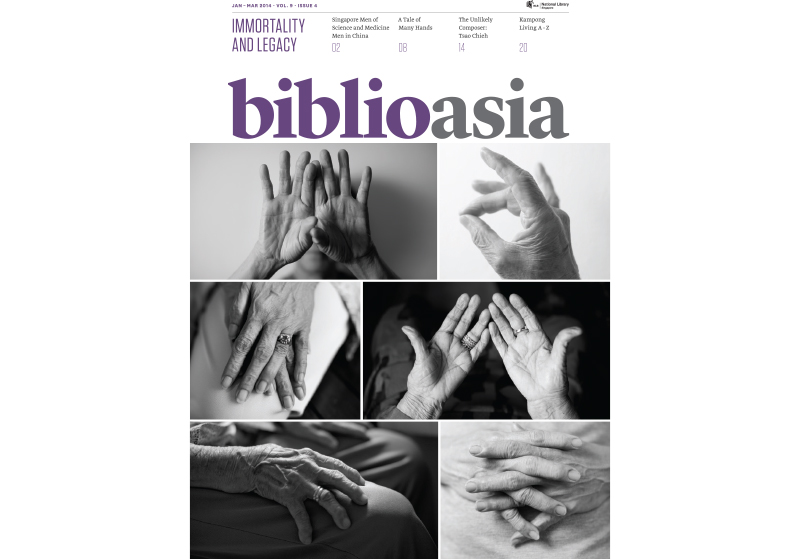 JAN – MAR 2014 · VOL. 9 · ISSUE 4
National Library
Singapore
IMMORTALITY
AND LEGACY
Singapore Men of
Science and Medicine
Men in China
02
A Tale of
Many Hands
08
The Unlikely
Composer:
Tsao Chieh
14
Kampong
Living A-Z
20
biblioasia